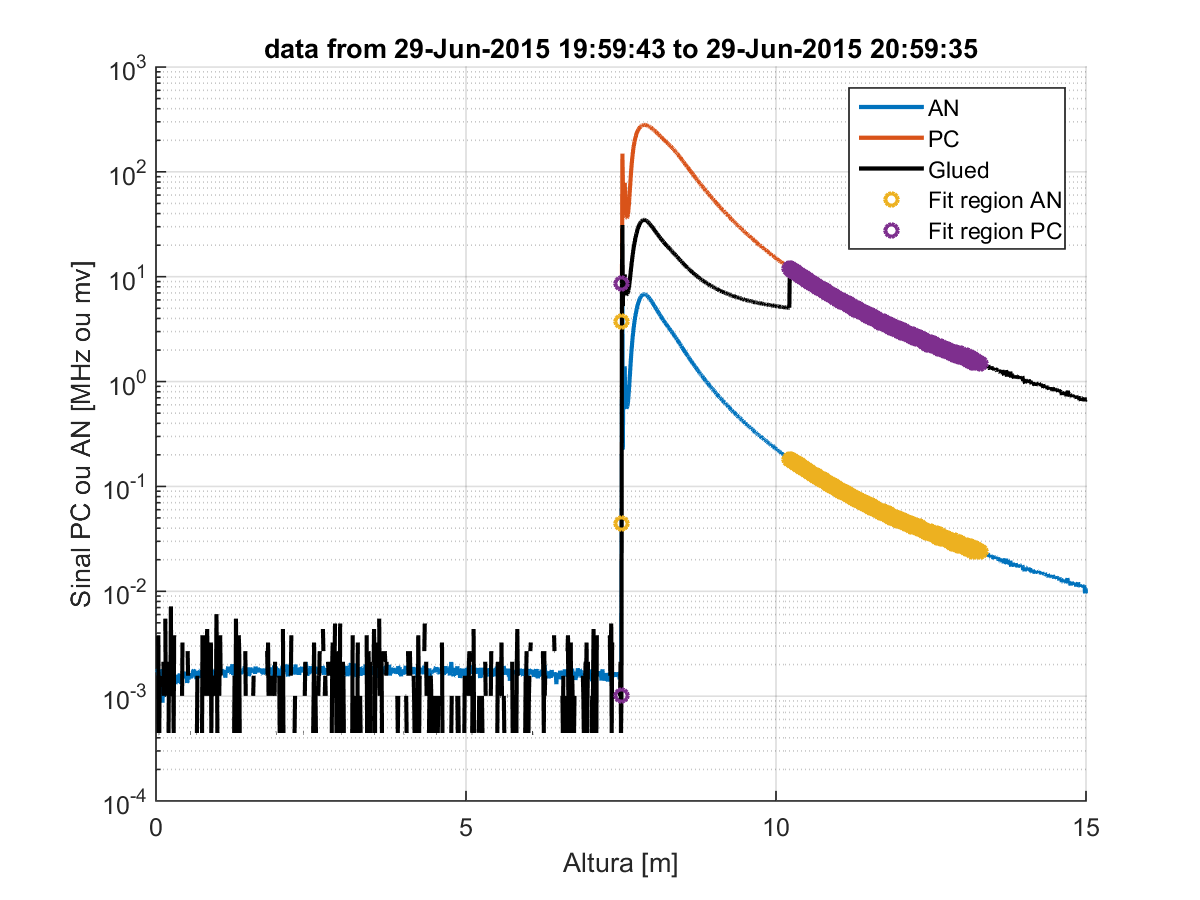 data from 29-Jun-2015 19:59:43 to 29-Jun-2015 20:59:35
10^3
10^2
10^1
10^0
10^-1
10^-2
10^-3
10^-4
Sinal PC ou AN [MHz ou mv]
AN
PC
Glued
Fit region AN
Fit region PC
0
5
10
15
Altura [m]